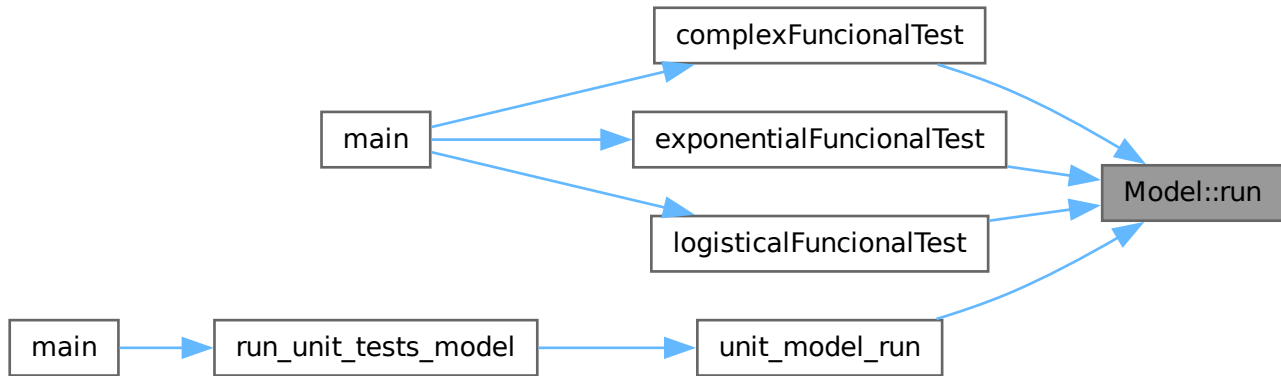 complexFuncionalTest
main
exponentialFuncionalTest
Model::run
logisticalFuncionalTest
main
run_unit_tests_model
unit_model_run